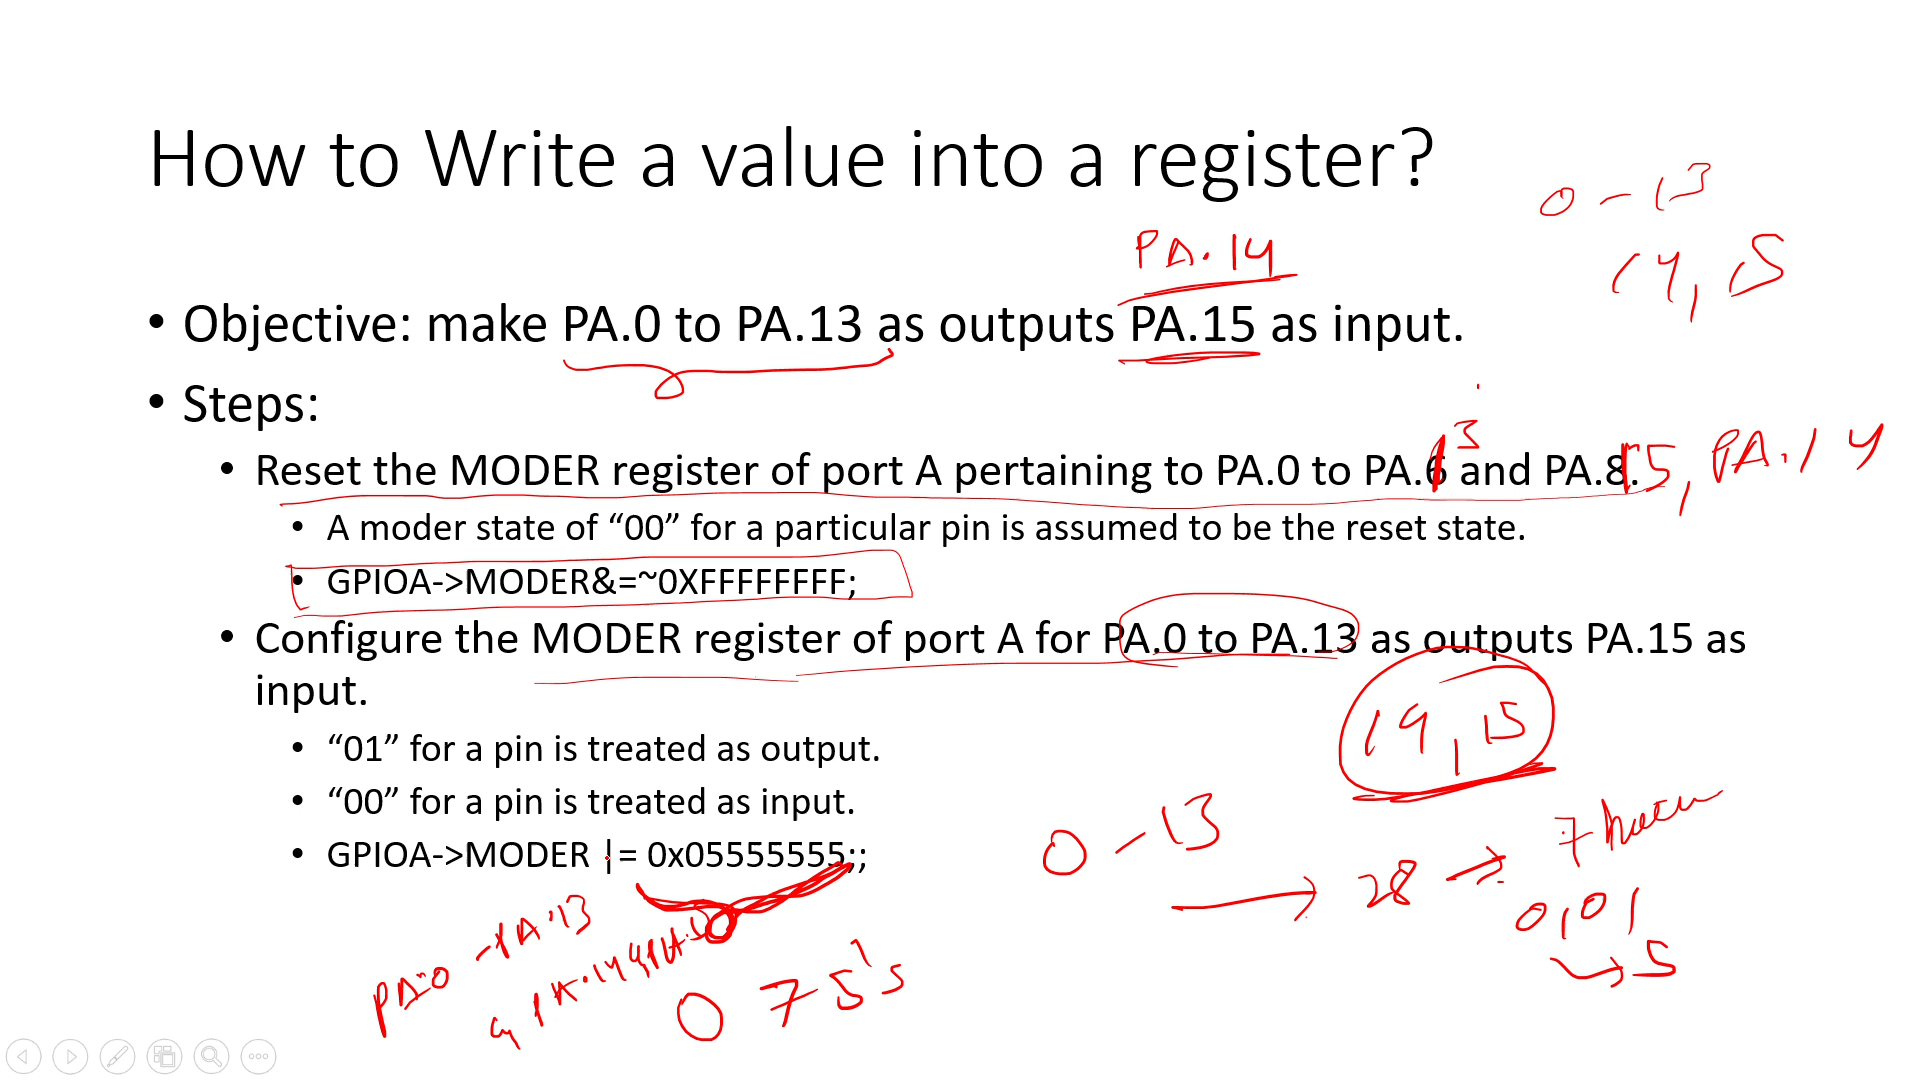 How to Write a value into a register?
0 - 13
14, 15
PA.14
• Objective: make PA.0 to PA.13 as outputs PA.15 as input.
• Steps:
• Reset the MODER register of port A pertaining to PA.0 to PA.6 and PA.8.
13 15, PA.14
• A moder state of “00” for a particular pin is assumed to be the reset state.
• GPIOA->MODER&=~0XFFFFFFFF;
• Configure the MODER register of port A for PA.0 to PA.13 as outputs PA.15 as
input.
14, 15
• “01” for a pin is treated as output.
• “00” for a pin is treated as input.
• GPIOA->MODER |= 0x05555555;;
0 - 13
28 7
0101
5
PA.0 - PA.13
PA.14
0 7 5's